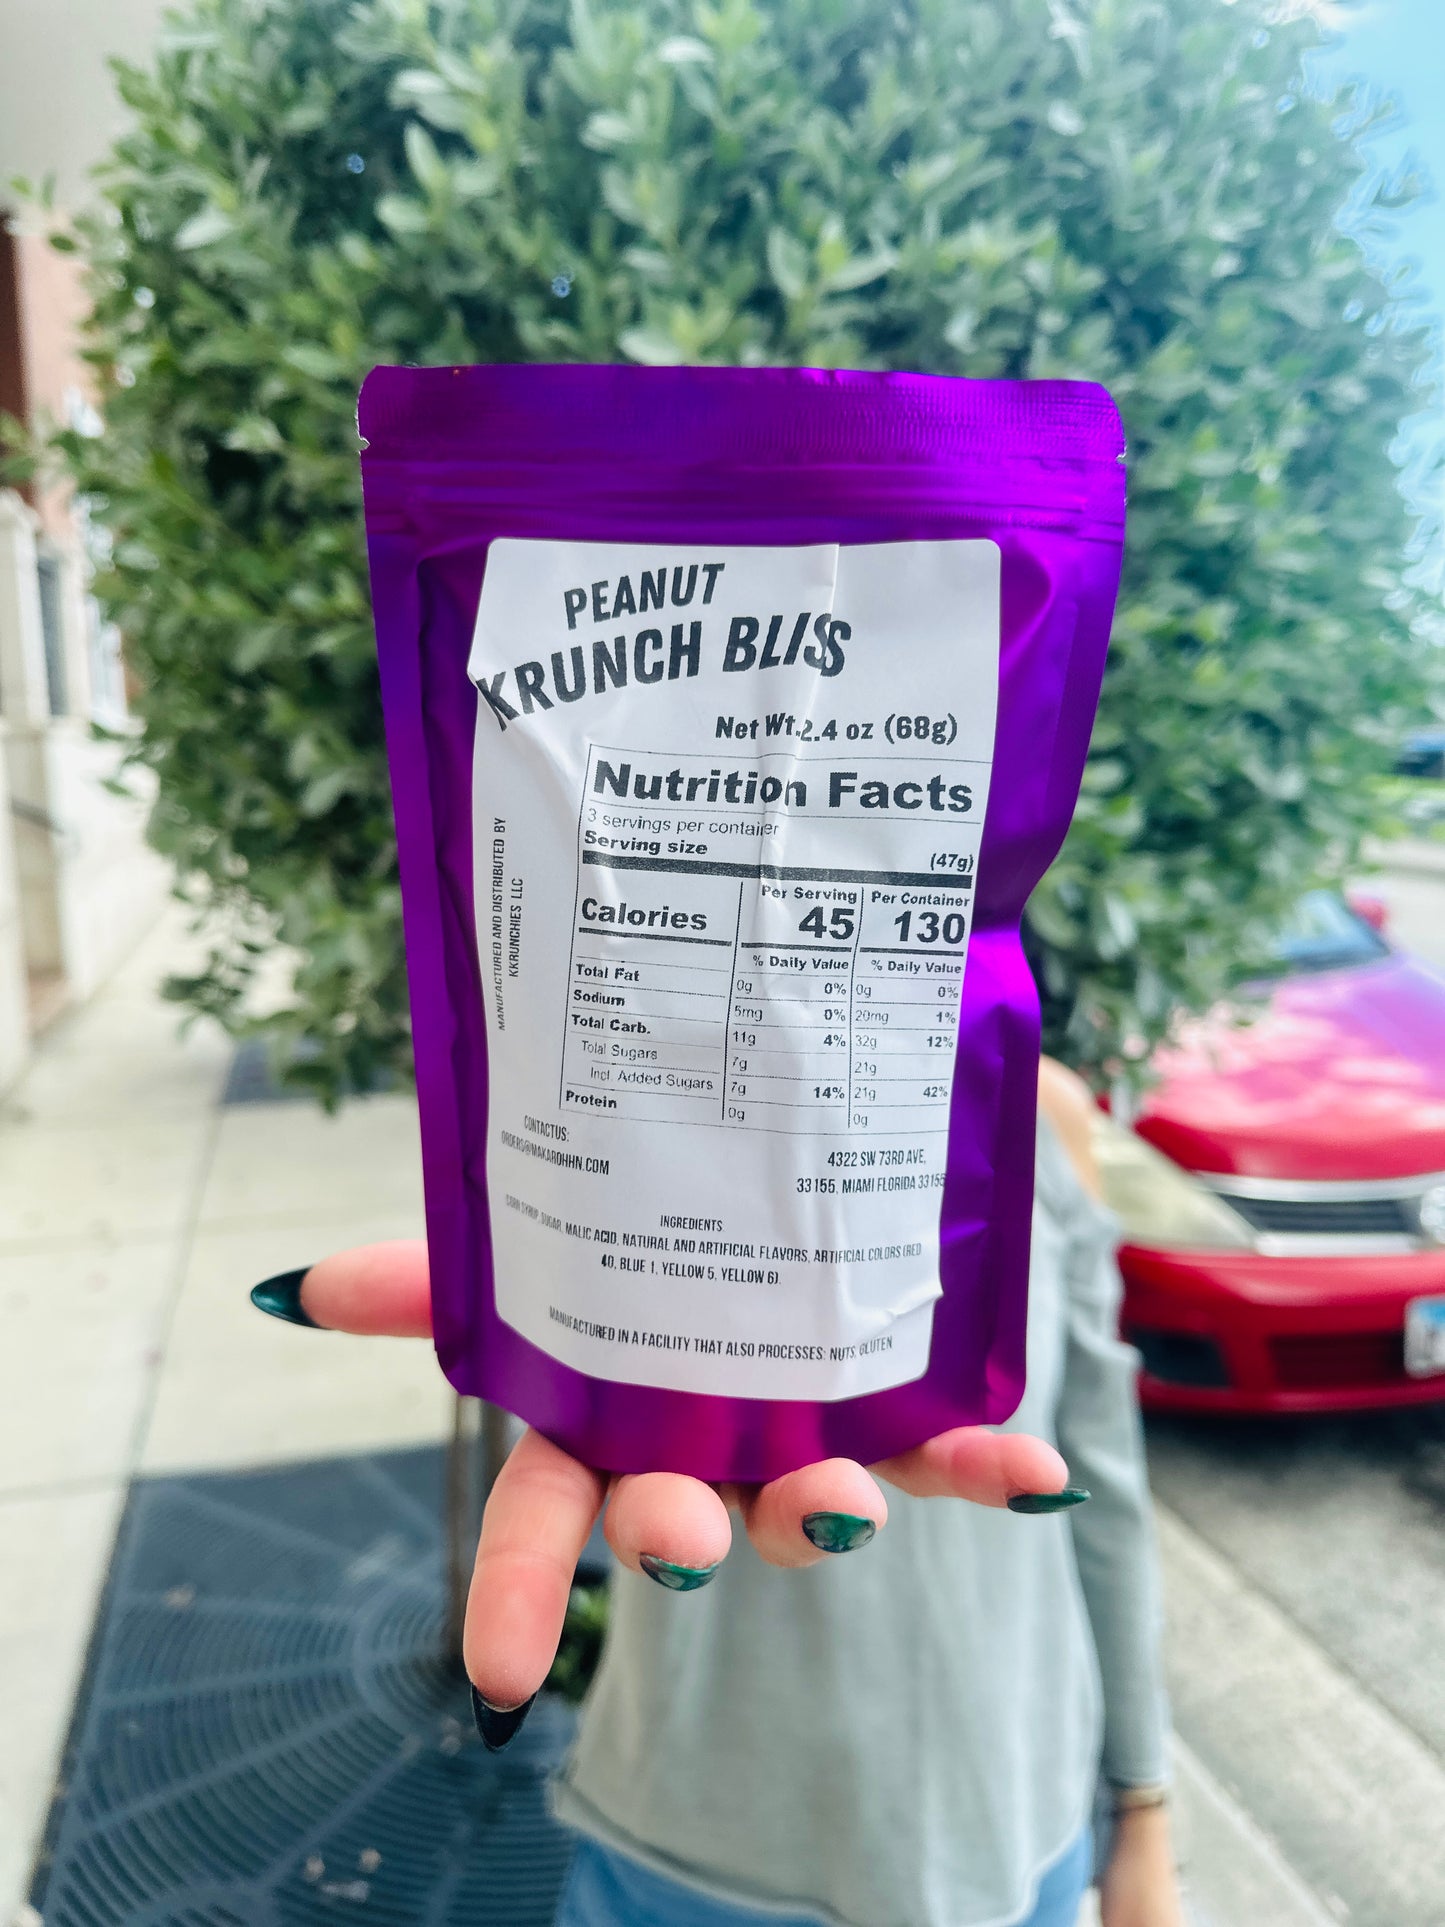 PEANUT
KRUNCH BLISS
Net Wt.2.4 oz (68g)
Nutrition Facts
3 servings per container
Serving size (47g)
Per Serving Per Container
Calories 45 130
% Daily Value % Daily Value
Total Fat 0g 0% 0g 0%
Sodium 5mg 0% 20mg 1%
Total Carb. 11g 4% 32g 12%
Total Sugars 7g 21g
Incl. Added Sugars 7g 14% 21g 42%
Protein 0g 0g
MANUFACTURED AND DISTRIBUTED BY
KKRUNCHIES LLC
CONTACTUS:
ORDERS@MAKAROHHN.COM
4322 SW 73RD AVE,
33155, MIAMI FLORIDA 33155
INGREDIENTS
CORN SYRUP, SUGAR, MALIC ACID, NATURAL AND ARTIFICIAL FLAVORS, ARTIFICIAL COLORS (RED
40, BLUE 1, YELLOW 5, YELLOW 6).
MANUFACTURED IN A FACILITY THAT ALSO PROCESSES: NUTS, GLUTEN